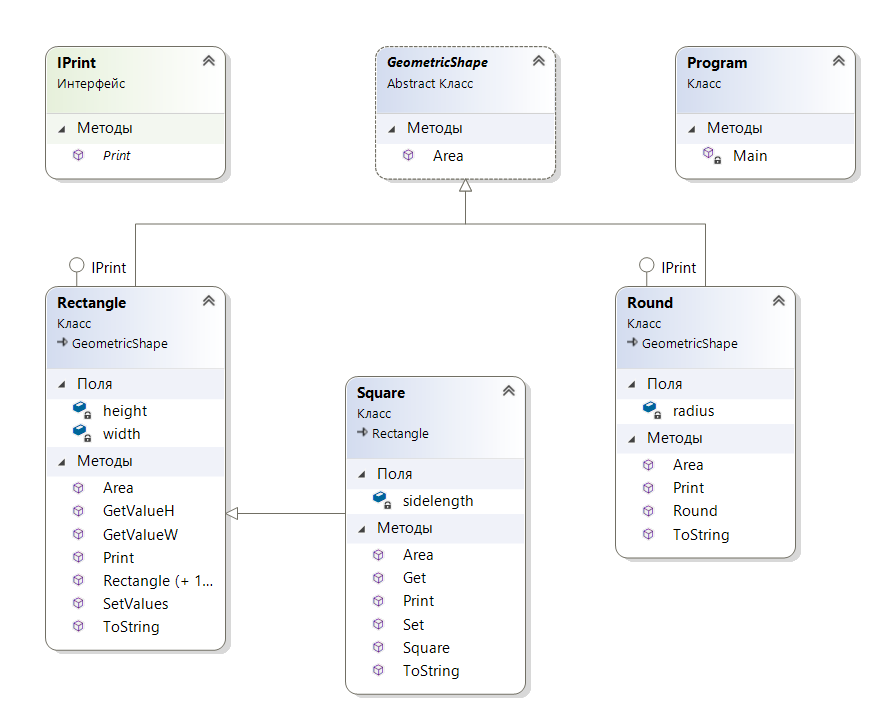 IPrint
Интерфейс
Методы
Print
GeometricShape
Abstract Класс
Методы
Area
Program
Класс
Методы
Main
IPrint
Rectangle
Класс
GeometricShape
Поля
height
width
Методы
Area
GetValueH
GetValueW
Print
Rectangle (+ 1...
SetValues
ToString
Square
Класс
Rectangle
Поля
sidelength
Методы
Area
Get
Print
Set
Square
ToString
IPrint
Round
Класс
GeometricShape
Поля
radius
Методы
Area
Print
Round
ToString